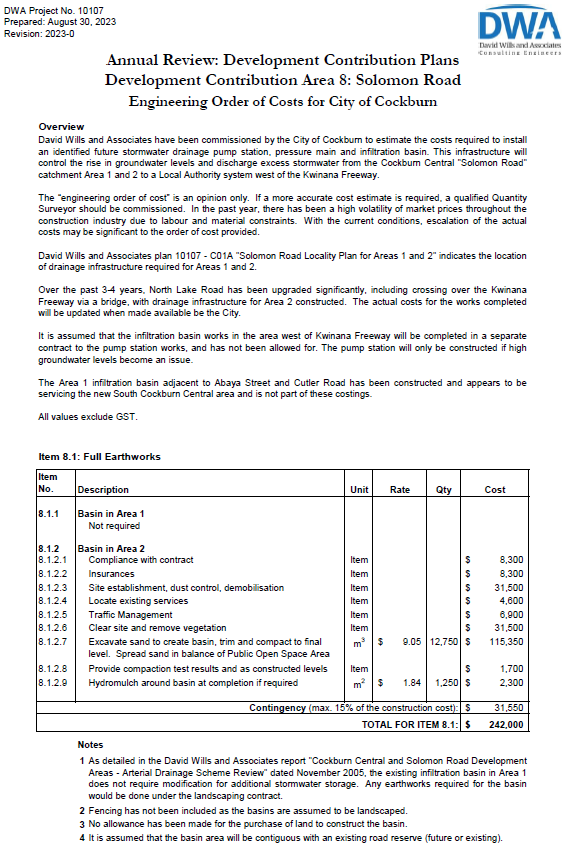 DWA Project No. 10107
Prepared: August 30, 2023
Revision: 2023-0
DWA
David Wills and Associates
Consulting Engineers
Annual Review: Development Contribution Plans
Development Contribution Area 8: Solomon Road
Engineering Order of Costs for City of Cockburn
Overview
David Wills and Associates have been commissioned by the City of Cockburn to estimate the costs required to install
an identified future stormwater drainage pump station, pressure main and infiltration basin. This infrastructure will
control the rise in groundwater levels and discharge excess stormwater from the Cockburn Central "Solomon Road"
catchment Area 1 and 2 to a Local Authority system west of the Kwinana Freeway.
The "engineering order of cost" is an opinion only. If a more accurate cost estimate is required, a qualified Quantity
Surveyor should be commissioned. In the past year, there has been a high volatility of market prices throughout the
construction industry due to labour and material constraints. With the current conditions, escalation of the actual
costs may be significant to the order of cost provided.
David Wills and Associates plan 10107 - C01A "Solomon Road Locality Plan for Areas 1 and 2" indicates the location
of drainage infrastructure required for Areas 1 and 2.
Over the past 3-4 years, North Lake Road has been upgraded significantly, including crossing over the Kwinana
Freeway via a bridge, with drainage infrastructure for Area 2 constructed. The actual costs for the works completed
will be updated when made available be the City.
It is assumed that the infiltration basin works in the area west of Kwinana Freeway will be completed in a separate
contract to the pump station works, and has not been allowed for. The pump station will only be constructed if high
groundwater levels become an issue.
The Area 1 infiltration basin adjacent to Abaya Street and Cutler Road has been constructed and appears to be
servicing the new South Cockburn Central area and is not part of these costings.
All values exclude GST.
Item 8.1: Full Earthworks
Item No. Description Unit Rate Qty Cost
8.1.1 Basin in Area 1
Not required
8.1.2 Basin in Area 2
8.1.2.1 Compliance with contract Item $ 8,300
8.1.2.2 Insurances Item $ 8,300
8.1.2.3 Site establishment, dust control, demobilisation Item $ 31,500
8.1.2.4 Locate existing services Item $ 4,600
8.1.2.5 Traffic Management Item $ 6,900
8.1.2.6 Clear site and remove vegetation Item $ 31,500
8.1.2.7 Excavate sand to create basin, trim and compact to final m³ $ 9.05 12,750 $ 115,350
level. Spread sand in balance of Public Open Space Area
8.1.2.8 Provide compaction test results and as constructed levels Item $ 1,700
8.1.2.9 Hydromulch around basin at completion if required m² $ 1.84 1,250 $ 2,300
Contingency (max. 15% of the construction cost): $ 31,550
TOTAL FOR ITEM 8.1: $ 242,000
Notes
1 As detailed in the David Wills and Associates report "Cockburn Central and Solomon Road Development
Areas - Arterial Drainage Scheme Review" dated November 2005, the existing infiltration basin in Area 1
does not require modification for additional stormwater storage. Any earthworks required for the basin
would be done under the landscaping contract.
2 Fencing has not been included as the basins are assumed to be landscaped.
3 No allowance has been made for the purchase of land to construct the basin.
4 It is assumed that the basin area will be contiguous with an existing road reserve (future or existing).